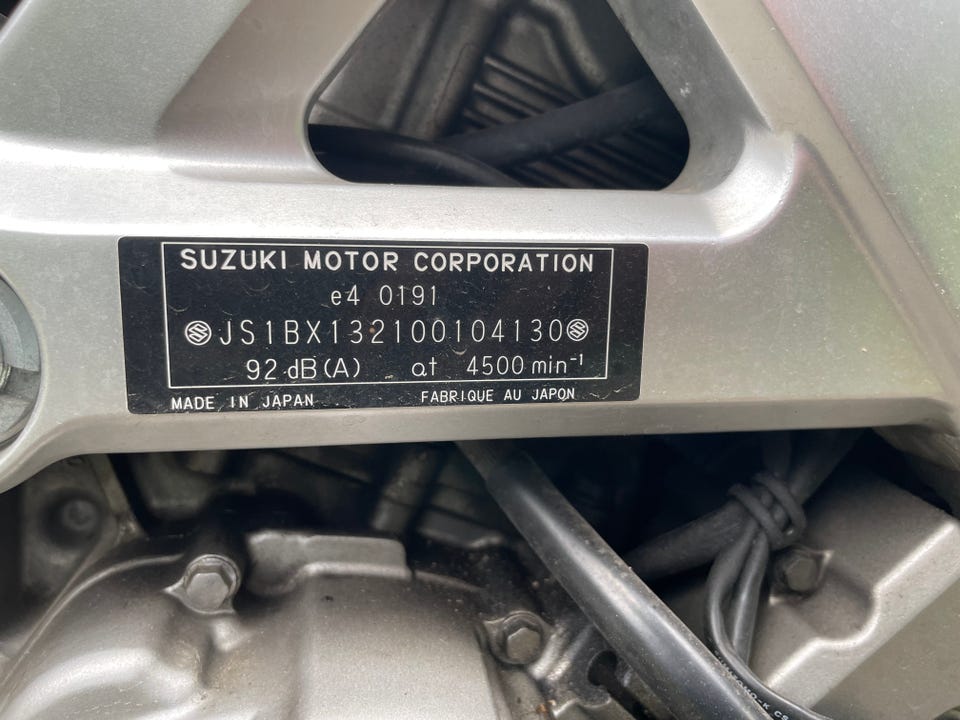 SUZUKI MOTOR CORPORATION
e4 0191
JS1BX132100104130
92 dB(A) at 4500 min⁻¹
MADE IN JAPAN FABRIQUE AU JAPON